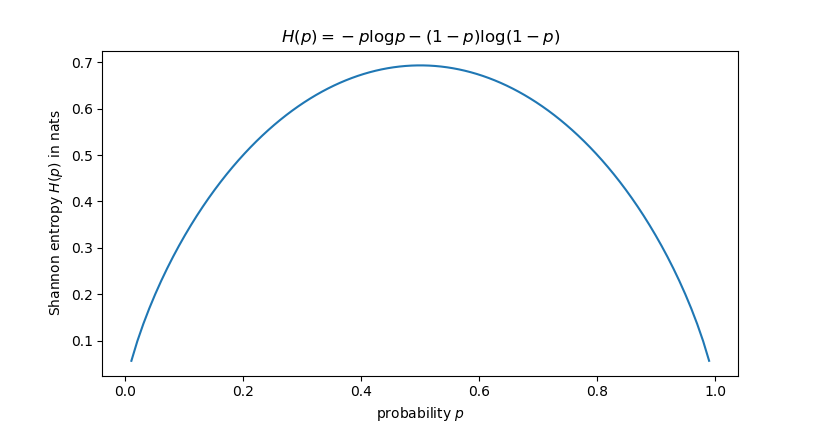 H(p) = −plogp − (1 − p)log(1 − p)
Shannon entropy H(p) in nats
0.7
0.6
0.5
0.4
0.3
0.2
0.1
0.0 0.2 0.4 0.6 0.8 1.0
probability p